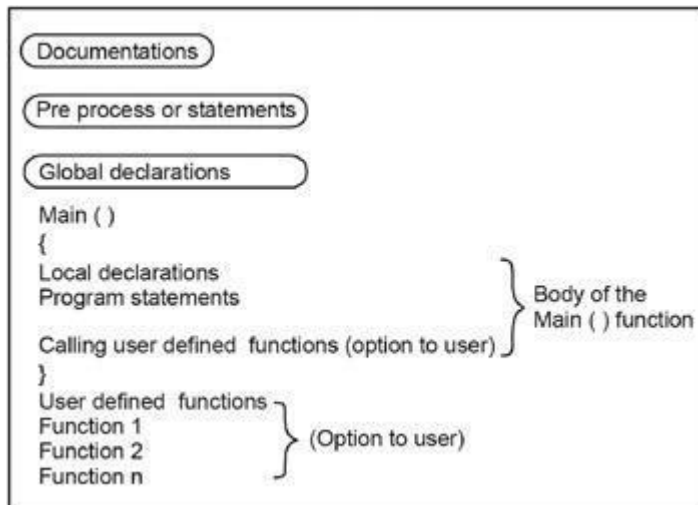 Documentations
Pre process or statements
Global declarations
Main ( )
{
Local declarations
Program statements
Body of the
Main ( ) function
Calling user defined functions (option to user)
}
User defined functions
Function 1
Function 2
(Option to user)
Function n